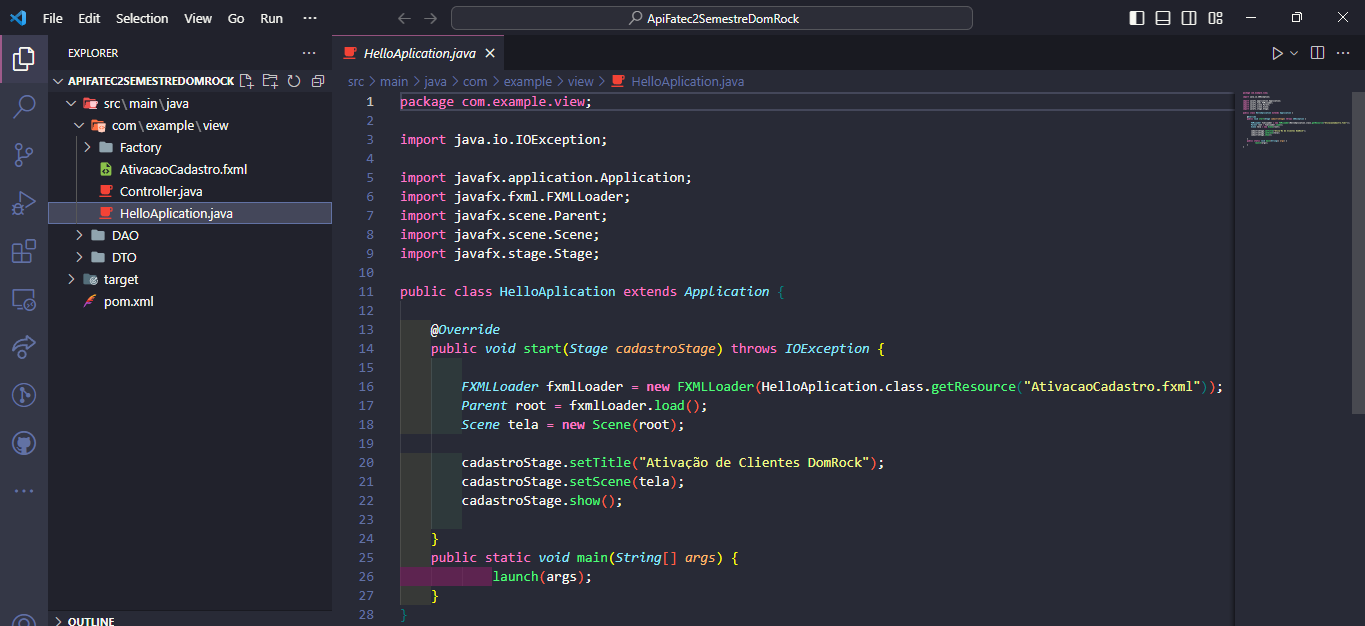 File Edit Selection View Go Run ··· ApiFatec2SemestreDomRock
EXPLORER ···
APIFATEC2SEMESTREDOMROCK
src\main\java
com\example\view
Factory
AtivacaoCadastro.fxml
Controller.java
HelloAplication.java
DAO
DTO
target
pom.xml
OUTLINE
HelloAplication.java
src > main > java > com > example > view > HelloAplication.java
1 package com.example.view;
2
3 import java.io.IOException;
4
5 import javafx.application.Application;
6 import javafx.fxml.FXMLLoader;
7 import javafx.scene.Parent;
8 import javafx.scene.Scene;
9 import javafx.stage.Stage;
10
11 public class HelloAplication extends Application {
12
13 @Override
14 public void start(Stage cadastroStage) throws IOException {
15
16 FXMLLoader fxmlLoader = new FXMLLoader(HelloAplication.class.getResource("AtivacaoCadastro.fxml"));
17 Parent root = fxmlLoader.load();
18 Scene tela = new Scene(root);
19
20 cadastroStage.setTitle("Ativação de Clientes DomRock");
21 cadastroStage.setScene(tela);
22 cadastroStage.show();
23
24 }
25 public static void main(String[] args) {
26 launch(args);
27 }
28 }